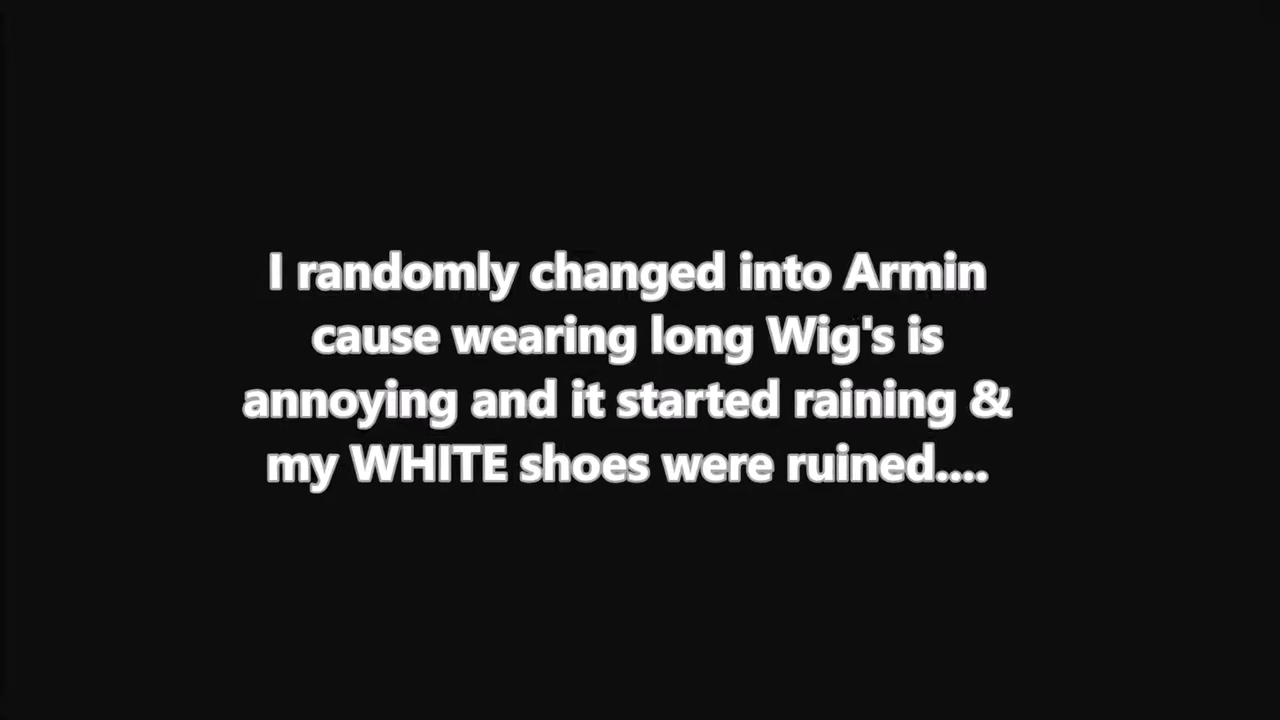 I randomly changed into Armin
cause wearing long Wig's is
annoying and it started raining &
my WHITE shoes were ruined....